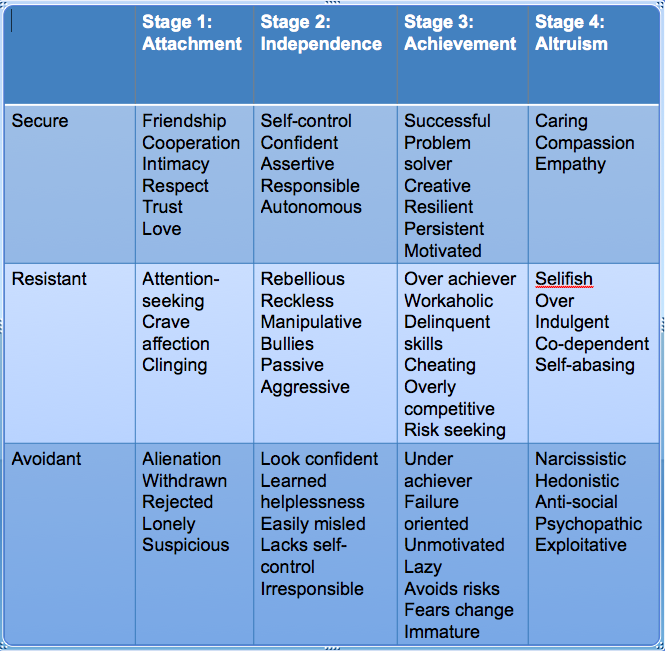 Stage 1:
Attachment
Stage 2:
Independence
Stage 3:
Achievement
Stage 4:
Altruism
Secure
Friendship
Cooperation
Intimacy
Respect
Trust
Love
Self-control
Confident
Assertive
Responsible
Autonomous
Successful
Problem
solver
Creative
Resilient
Persistent
Motivated
Caring
Compassion
Empathy
Resistant
Attention-
seeking
Crave
affection
Clinging
Rebellious
Reckless
Manipulative
Bullies
Passive
Aggressive
Over achiever
Workaholic
Delinquent
skills
Cheating
Overly
competitive
Risk seeking
Selifish
Over
Indulgent
Co-dependent
Self-abasing
Avoidant
Alienation
Withdrawn
Rejected
Lonely
Suspicious
Look confident
Learned
helplessness
Easily misled
Lacks self-
control
Irresponsible
Under
achiever
Failure
oriented
Unmotivated
Lazy
Avoids risks
Fears change
Immature
Narcissistic
Hedonistic
Anti-social
Psychopathic
Exploitative